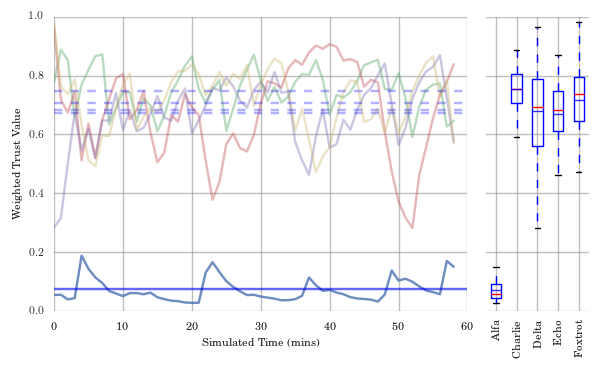 1.0
0.8
0.6
0.4
0.2
0.0
Weighted Trust Value
0 10 20 30 40 50 60
Simulated Time (mins)
Alfa
Charlie
Delta
Echo
Foxtrot